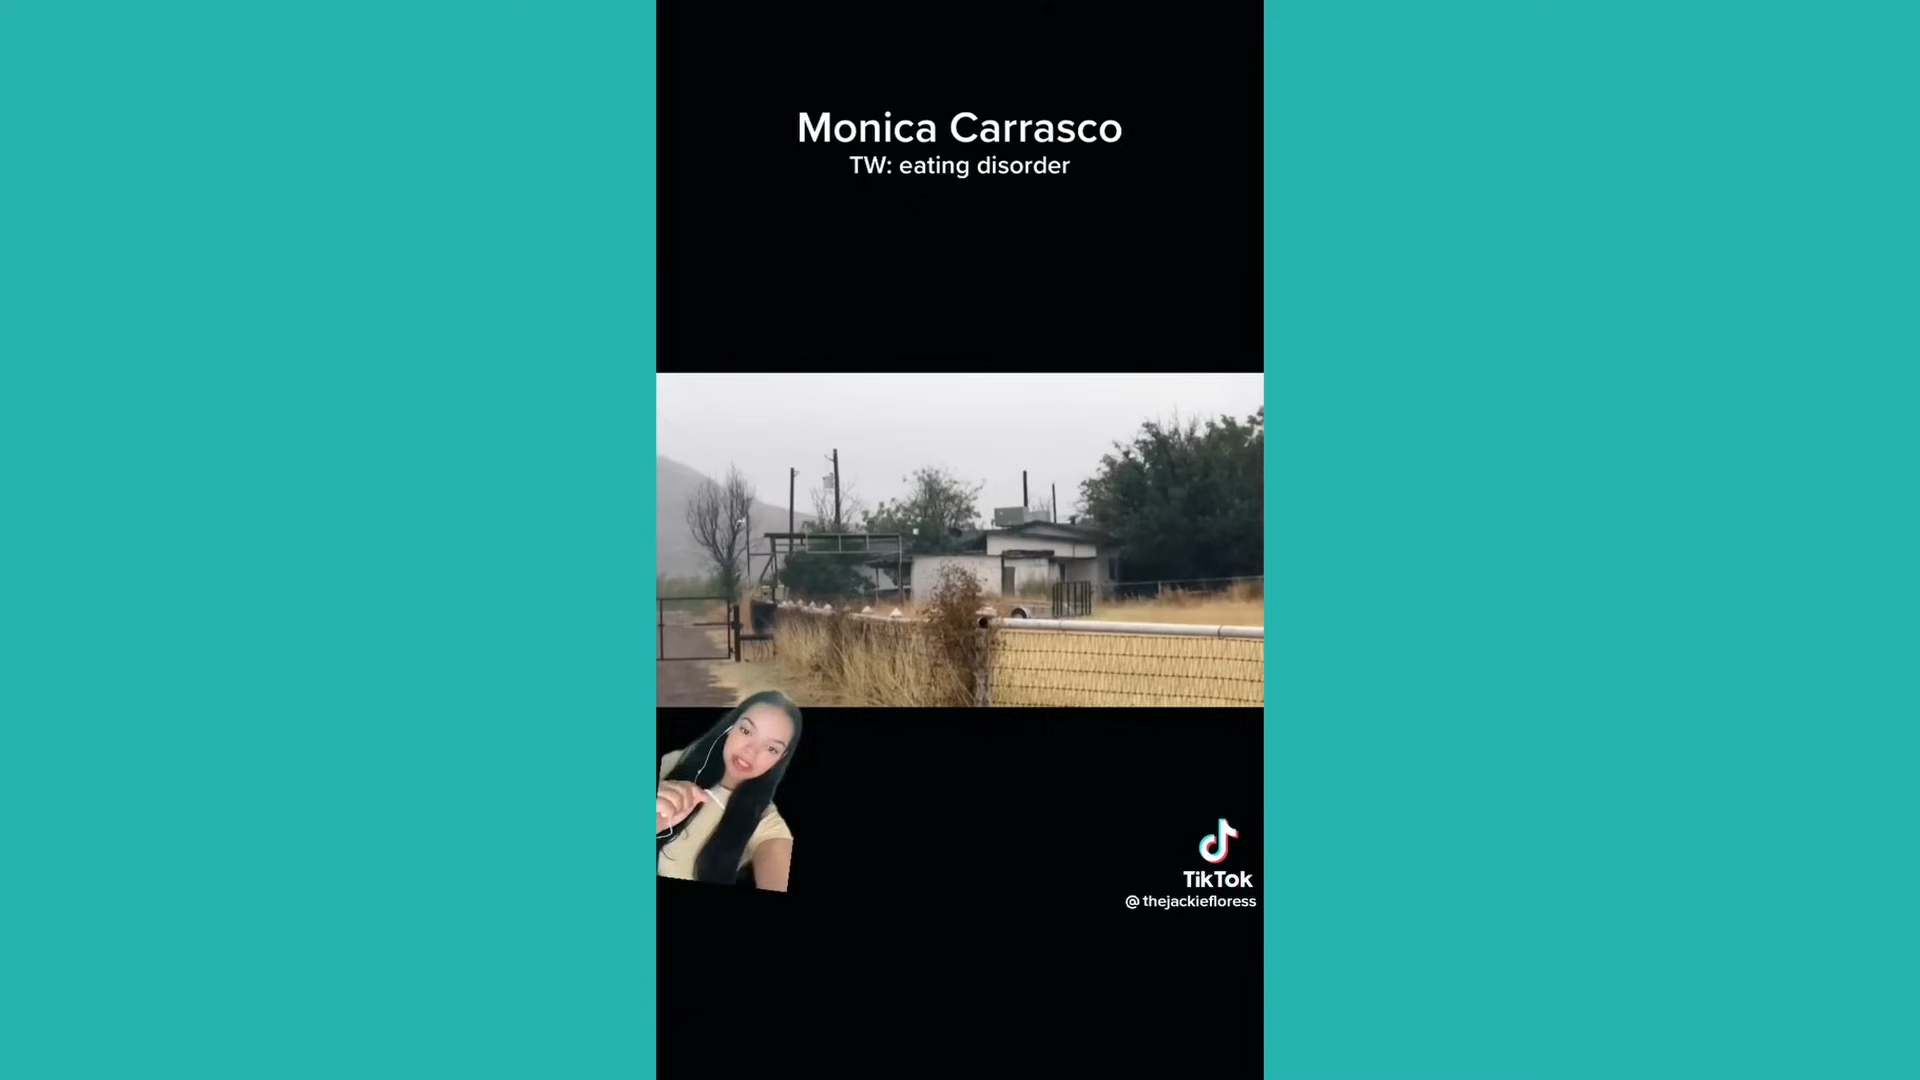 Monica Carrasco
TW: eating disorder
TikTok
@thejackiefloress